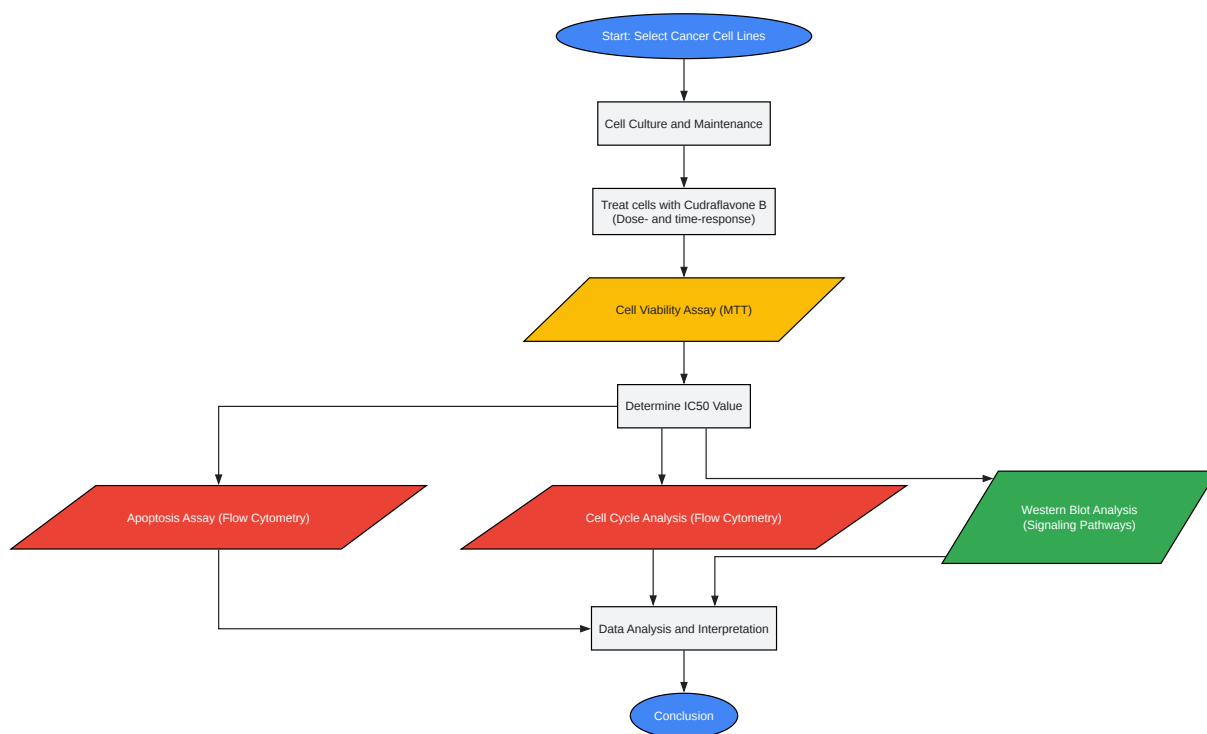 Start: Select Cancer Cell Lines
Cell Culture and Maintenance
Treat cells with Cudraflavone B
(Dose- and time-response)
Cell Viability Assay (MTT)
Determine IC50 Value
Apoptosis Assay (Flow Cytometry)
Cell Cycle Analysis (Flow Cytometry)
Western Blot Analysis
(Signaling Pathways)
Data Analysis and Interpretation
Conclusion